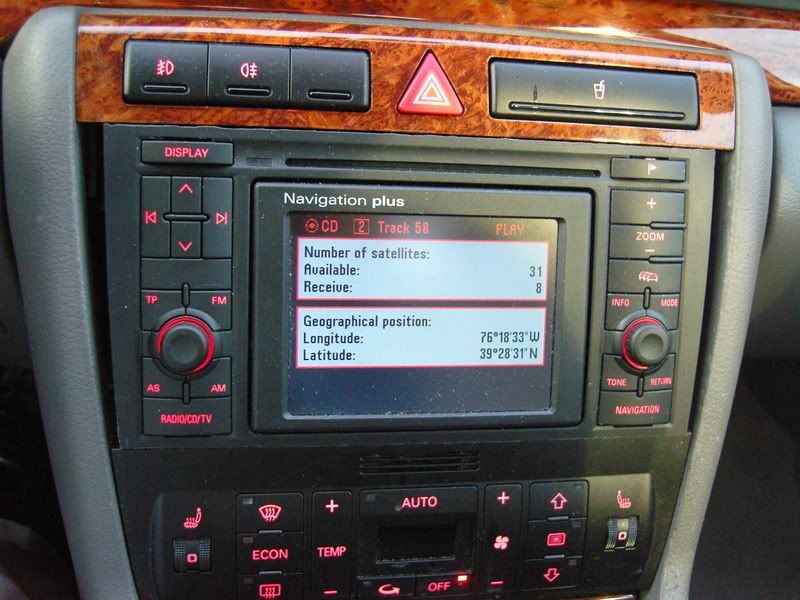 DISPLAY
Navigation plus
CD 2 Track 58 PLAY
Number of satellites:
Available: 31
Receive: 8
Geographical position:
Longitude: 76°18'33"W
Latitude: 39°28'31"N
+
ZOOM
−
TP FM
INFO MODE
AS AM
TONE RETURN
RADIO/CD/TV
NAVIGATION
+ AUTO +
ECON TEMP
− OFF −